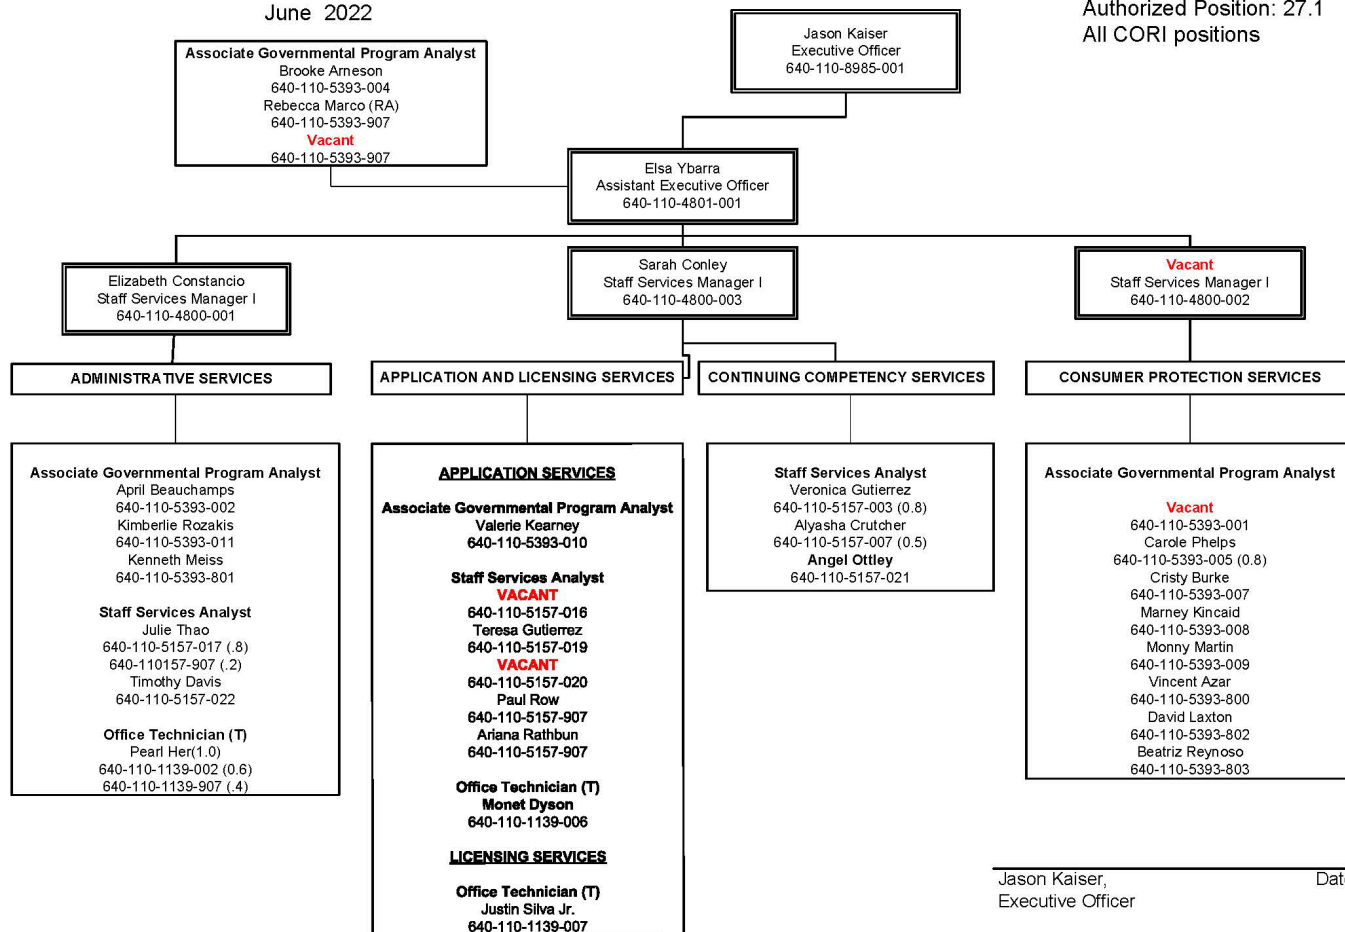 June 2022
Authorized Position: 27.1
All CORI positions
Jason Kaiser
Executive Officer
640-110-8985-001
Associate Governmental Program Analyst
Brooke Arneson
640-110-5393-004
Rebecca Marco (RA)
640-110-5393-907
Vacant
640-110-5393-907
Elsa Ybarra
Assistant Executive Officer
640-110-4801-001
Elizabeth Constancio
Staff Services Manager I
640-110-4800-001
Sarah Conley
Staff Services Manager I
640-110-4800-003
Vacant
Staff Services Manager I
640-110-4800-002
ADMINISTRATIVE SERVICES
APPLICATION AND LICENSING SERVICES
CONTINUING COMPETENCY SERVICES
CONSUMER PROTECTION SERVICES
Associate Governmental Program Analyst
April Beauchamps
640-110-5393-002
Kimberlie Rozakis
640-110-5393-011
Kenneth Meiss
640-110-5393-801
Staff Services Analyst
Julie Thao
640-110-5157-017 (.8)
640-110157-907 (.2)
Timothy Davis
640-110-5157-022
Office Technician (T)
Pearl Her(1.0)
640-110-1139-002 (0.6)
640-110-1139-907 (.4)
APPLICATION SERVICES
Associate Governmental Program Analyst
Valerie Kearney
640-110-5393-010
Staff Services Analyst
VACANT
640-110-5157-016
Teresa Gutierrez
640-110-5157-019
VACANT
640-110-5157-020
Paul Row
640-110-5157-907
Ariana Rathbun
640-110-5157-907
Office Technician (T)
Monet Dyson
640-110-1139-006
LICENSING SERVICES
Office Technician (T)
Justin Silva Jr.
640-110-1139-007
Staff Services Analyst
Veronica Gutierrez
640-110-5157-003 (0.8)
Alyasha Crutcher
640-110-5157-007 (0.5)
Angel Ottley
640-110-5157-021
Associate Governmental Program Analyst
Vacant
640-110-5393-001
Carole Phelps
640-110-5393-005 (0.8)
Cristy Burke
640-110-5393-007
Marney Kincaid
640-110-5393-008
Monny Martin
640-110-5393-009
Vincent Azar
640-110-5393-800
David Laxton
640-110-5393-802
Beatriz Reynoso
640-110-5393-803
Jason Kaiser,
Executive Officer
Dat